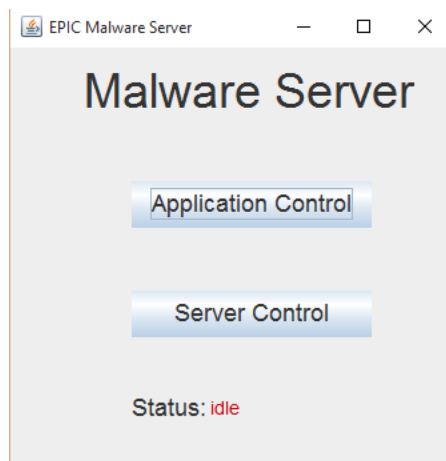 EPIC Malware Server
Malware Server
Application Control
Server Control
Status: idle